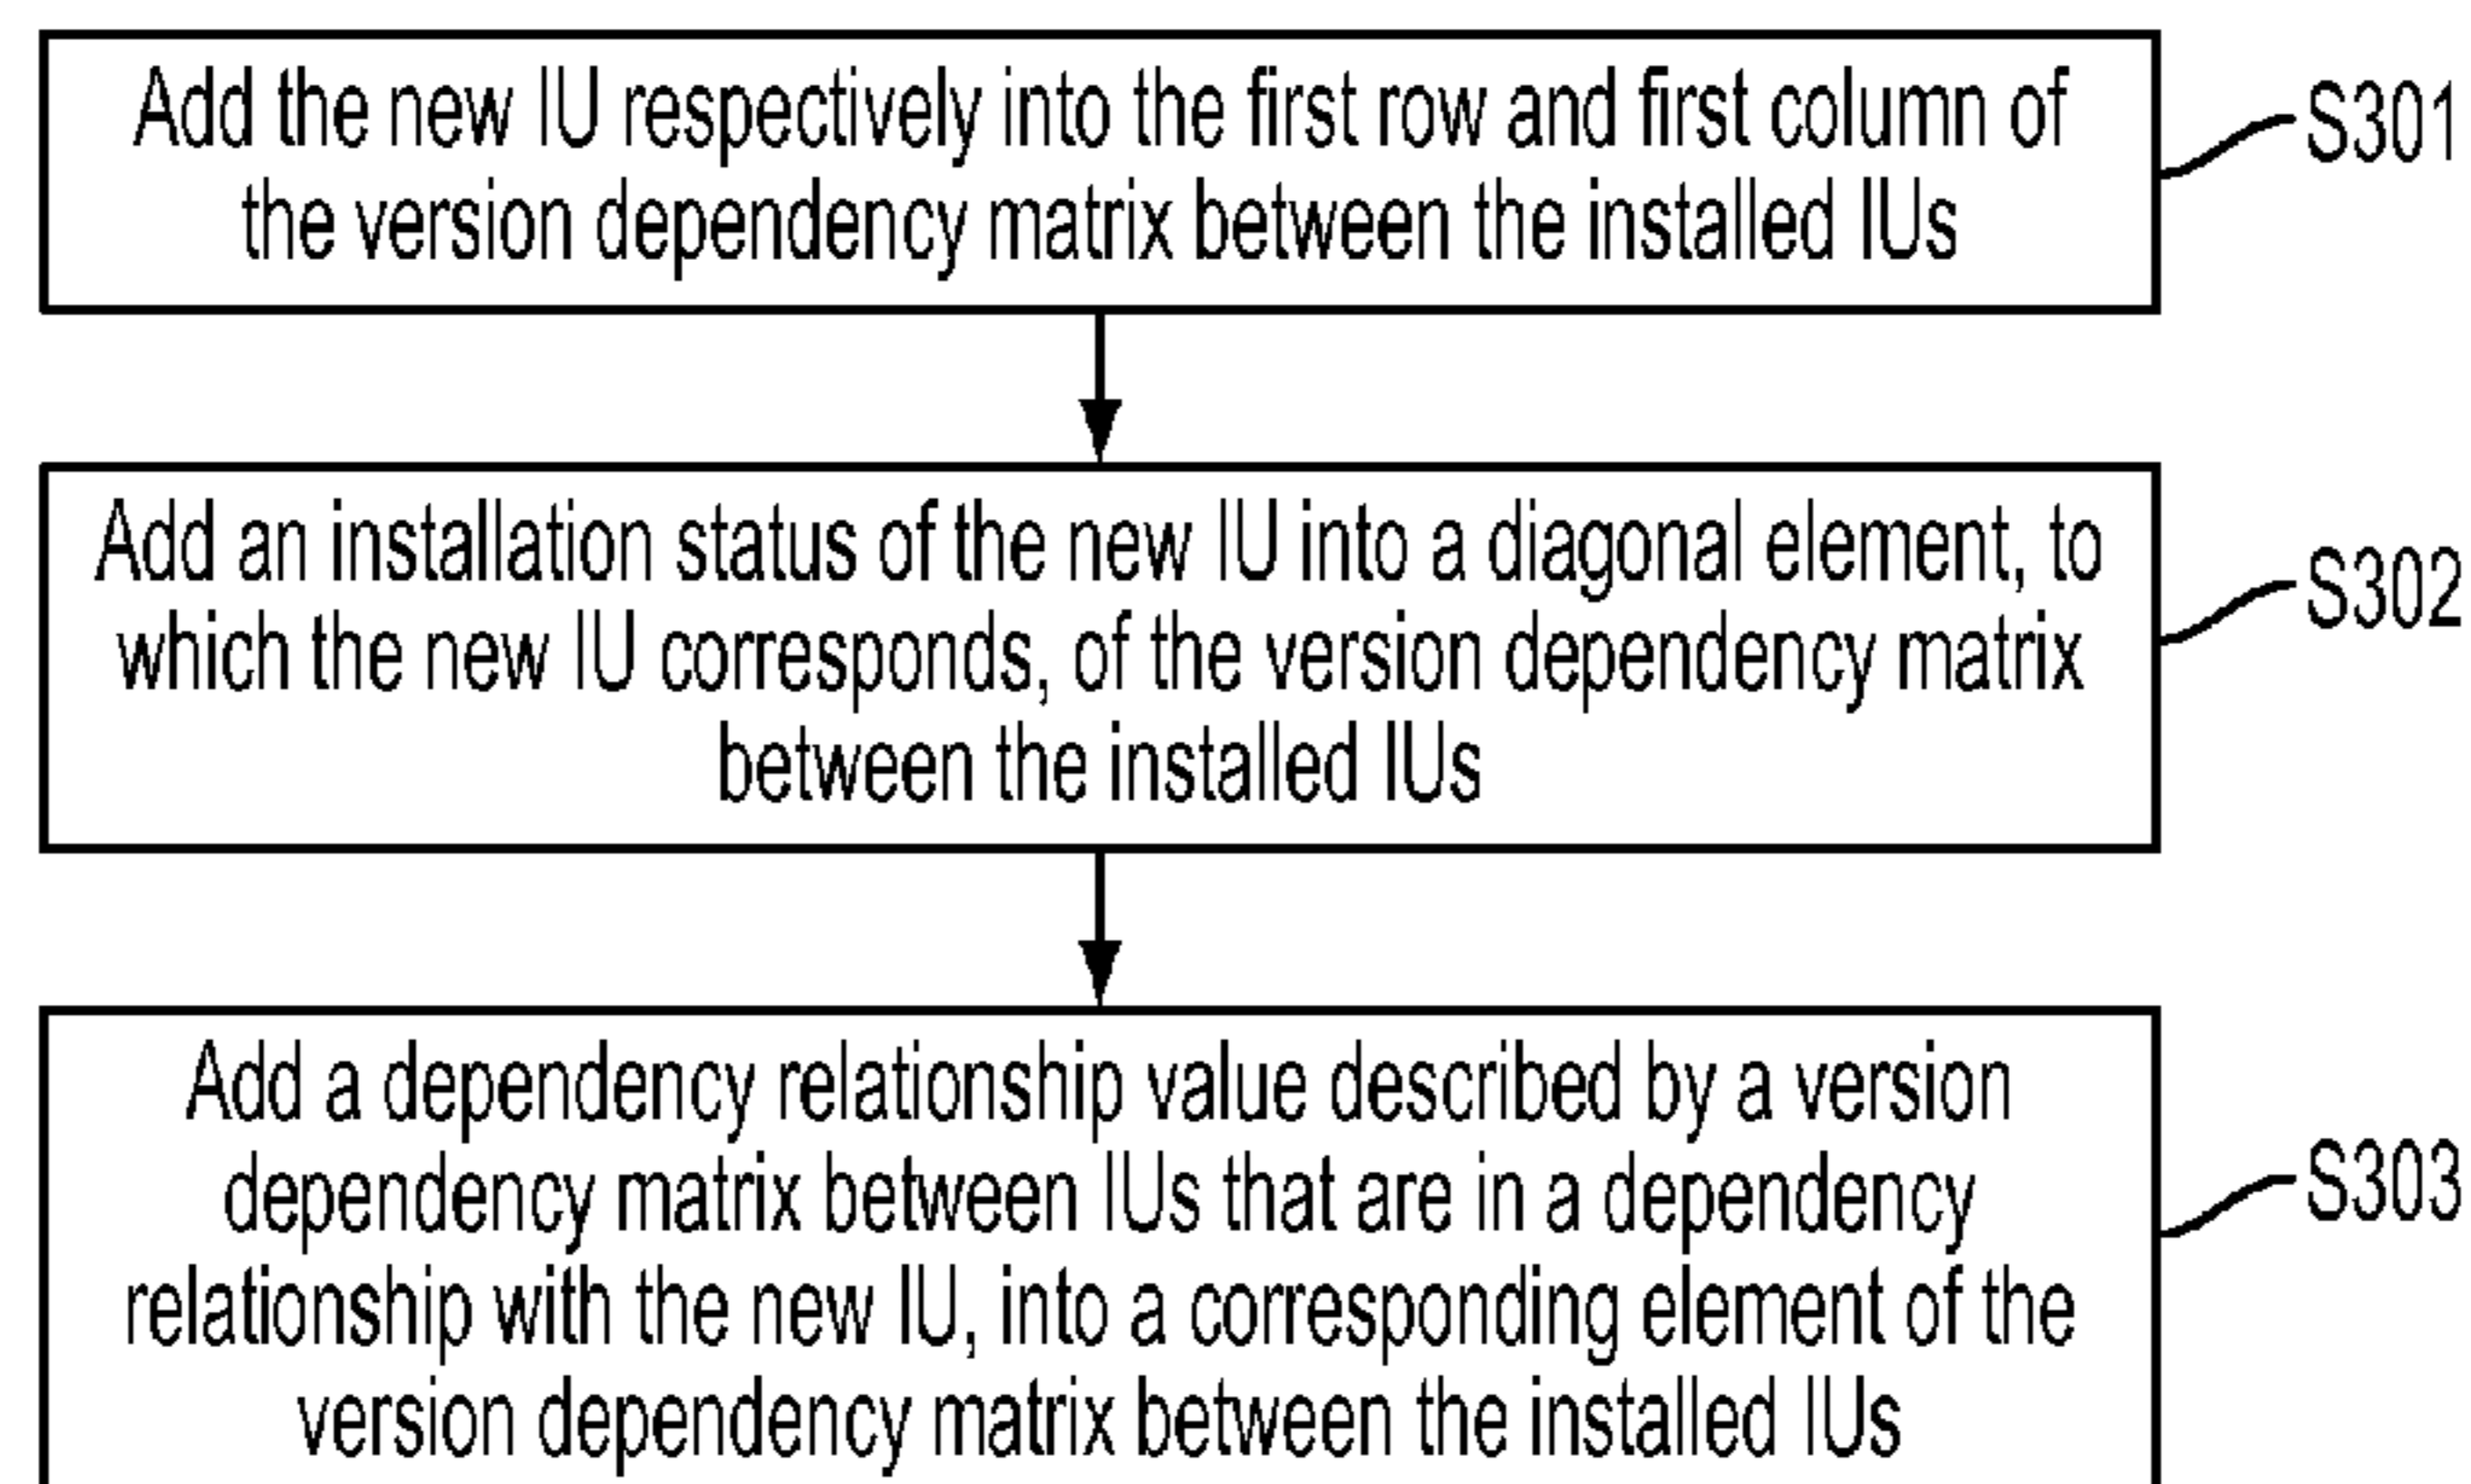 Add the new IU respectively into the first row and first column of
the version dependency matrix between the installed IUs
S301
Add an installation status of the new IU into a diagonal element, to
which the new IU corresponds, of the version dependency matrix
between the installed IUs
S302
Add a dependency relationship value described by a version
dependency matrix between IUs that are in a dependency
relationship with the new IU, into a corresponding element of the
version dependency matrix between the installed IUs
S303